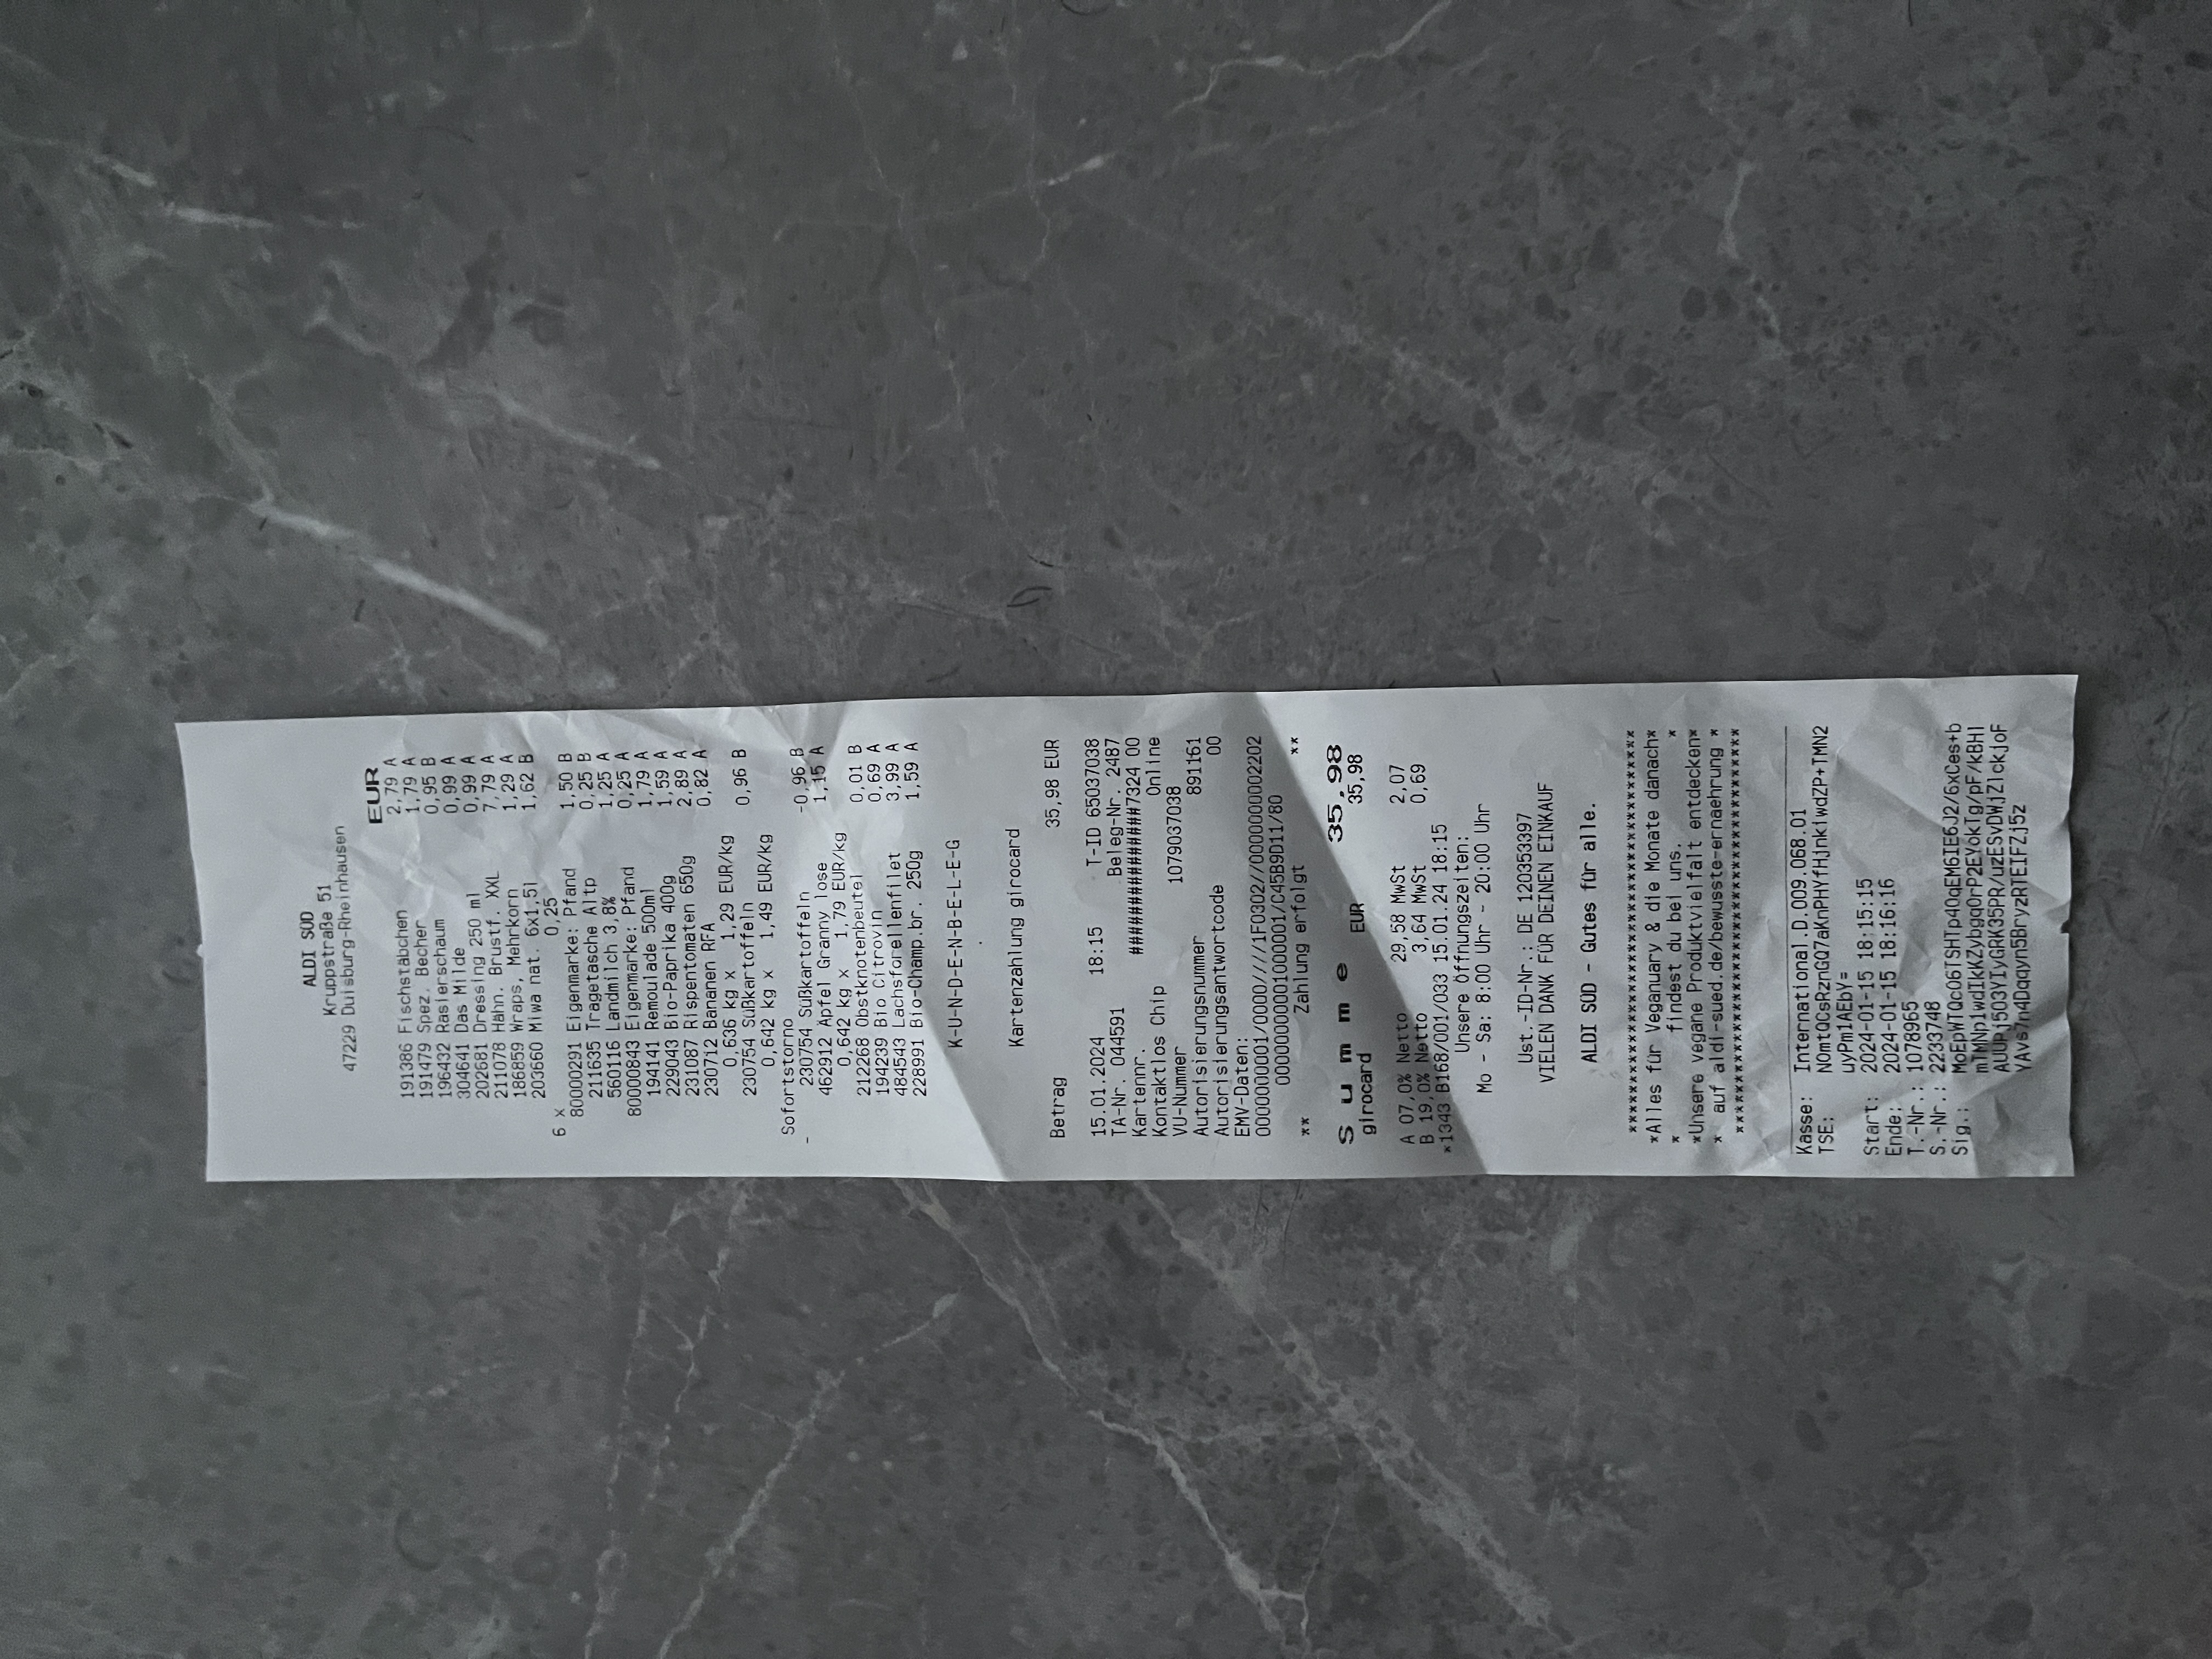 ALDI SÜD
Kruppstraße 51
47229 Duisburg-Rheinhausen
EUR
191386 Fischstäbchen 2,79 A
191479 Spez. Becher 1,79 A
196432 Rasierschaum 0,95 B
304641 Das Milde 0,99 A
202681 Dressing 250 ml 0,99 A
211078 Hähn. Brustf. XXL 7,79 A
186859 Wraps, Mehrkorn 1,29 A
203660 Miwa nat. 6x1,5l 1,62 B
6 x 0,25
80000291 Eigenmarke: Pfand 1,50 B
211635 Tragetasche Altp 0,25 B
560116 Landmilch 3,8% 1,25 A
80000843 Eigenmarke: Pfand 0,25 A
194141 Remoulade 500ml 1,79 A
229043 Bio-Paprika 400g 1,59 A
231087 Rispentomaten 650g 2,89 A
230712 Bananen RFA 0,82 A
0,636 kg x 1,29 EUR/kg
230754 Süßkartoffeln 0,96 B
0,642 kg x 1,49 EUR/kg
Sofortstorno
- 230754 Süßkartoffeln -0,96 B
462912 Äpfel Granny lose 1,15 A
0,642 kg x 1,79 EUR/kg
212268 Obstknotenbeutel 0,01 B
194239 Bio Citrovin 0,69 A
484543 Lachsforellenfilet 3,99 A
228991 Bio-Champ.br. 250g 1,59 A
K-U-N-D-E-N-B-E-L-E-G
.
Kartenzahlung girocard
Betrag 35,98 EUR
15.01.2024 18:15 T-ID 65037038
TA-Nr. 044591 Beleg-Nr. 2487
Kartennr. ###############7324 00
Kontaktlos Chip Online
VU-Nummer 1079037038
Autorisierungsnummer 891161
Autorisierungsantwortcode 00
EMV-Daten:
0000000001/0000////1F0302//0000000002202
00000000001000001/C45B9D11/80
** Zahlung erfolgt **
Summe 35,98
girocard EUR 35,98
A 07,0% Netto 29,58 MwSt 2,07
B 19,0% Netto 3,64 MwSt 0,69
*1343 B168/001/033 15.01.24 18:15
Unsere Öffnungszeiten:
Mo - Sa: 8:00 Uhr - 20:00 Uhr
Ust.-ID-Nr.: DE 120353397
VIELEN DANK FÜR DEINEN EINKAUF
ALDI SÜD - Gutes für alle.
****************************************
*Alles für Veganuary & die Monate danach*
* findest du bei uns. *
*Unsere vegane Produktvielfalt entdecken*
* auf aldi-sued.de/bewusste-ernaehrung *
****************************************
Kasse: International.D.009.068.01
TSE: NOmtQCsRznGQ7aKnPHYfHjnkiwdZP+TMN2
uyPm1AEbY=
Start: 2024-01-15 18:15:15
Ende: 2024-01-15 18:16:16
T.-Nr.: 1078965
S.-Nr.: 2233748
Sig.: MoEpWTQcO6TSHTp40qEM6IE6J2/6xCes+b
mTMNp1wdIkKZybgqOrP2EYokTg/pF/kBHl
AUUPj503YIyGRK35PR/uzESvDWjZlckjoF
YAvs7n4Dqqyn5BryzRTEIFZj5z